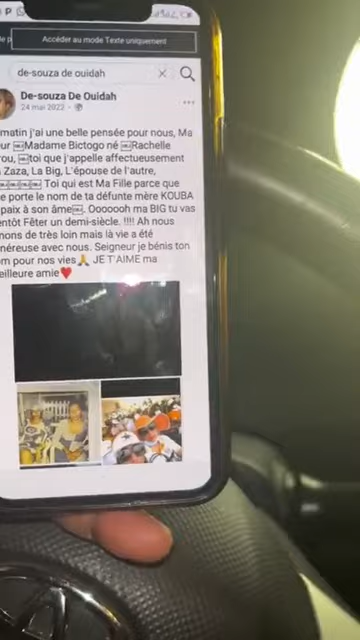 Accéder au mode Texte uniquement
de-souza de ouidah
De-souza De Ouidah
24 mai 2022
matin j'ai une belle pensée pour nous, Ma
ur Madame Bictogo né Rachelle
ou, toi que j'appelle affectueusement
Zaza, La Big, L'épouse de l'autre,
Toi qui est Ma Fille parce que
e porte le nom de ta défunte mère KOUBA
paix à son âme. Ooooooh ma BIG tu vas
entôt Fêter un demi-siècle. !!!! Ah nous
nons de très loin mais là vie a été
néreuse avec nous. Seigneur je bénis ton
m pour nos vies🙏 JE T'AIME ma
eilleure amie❤️